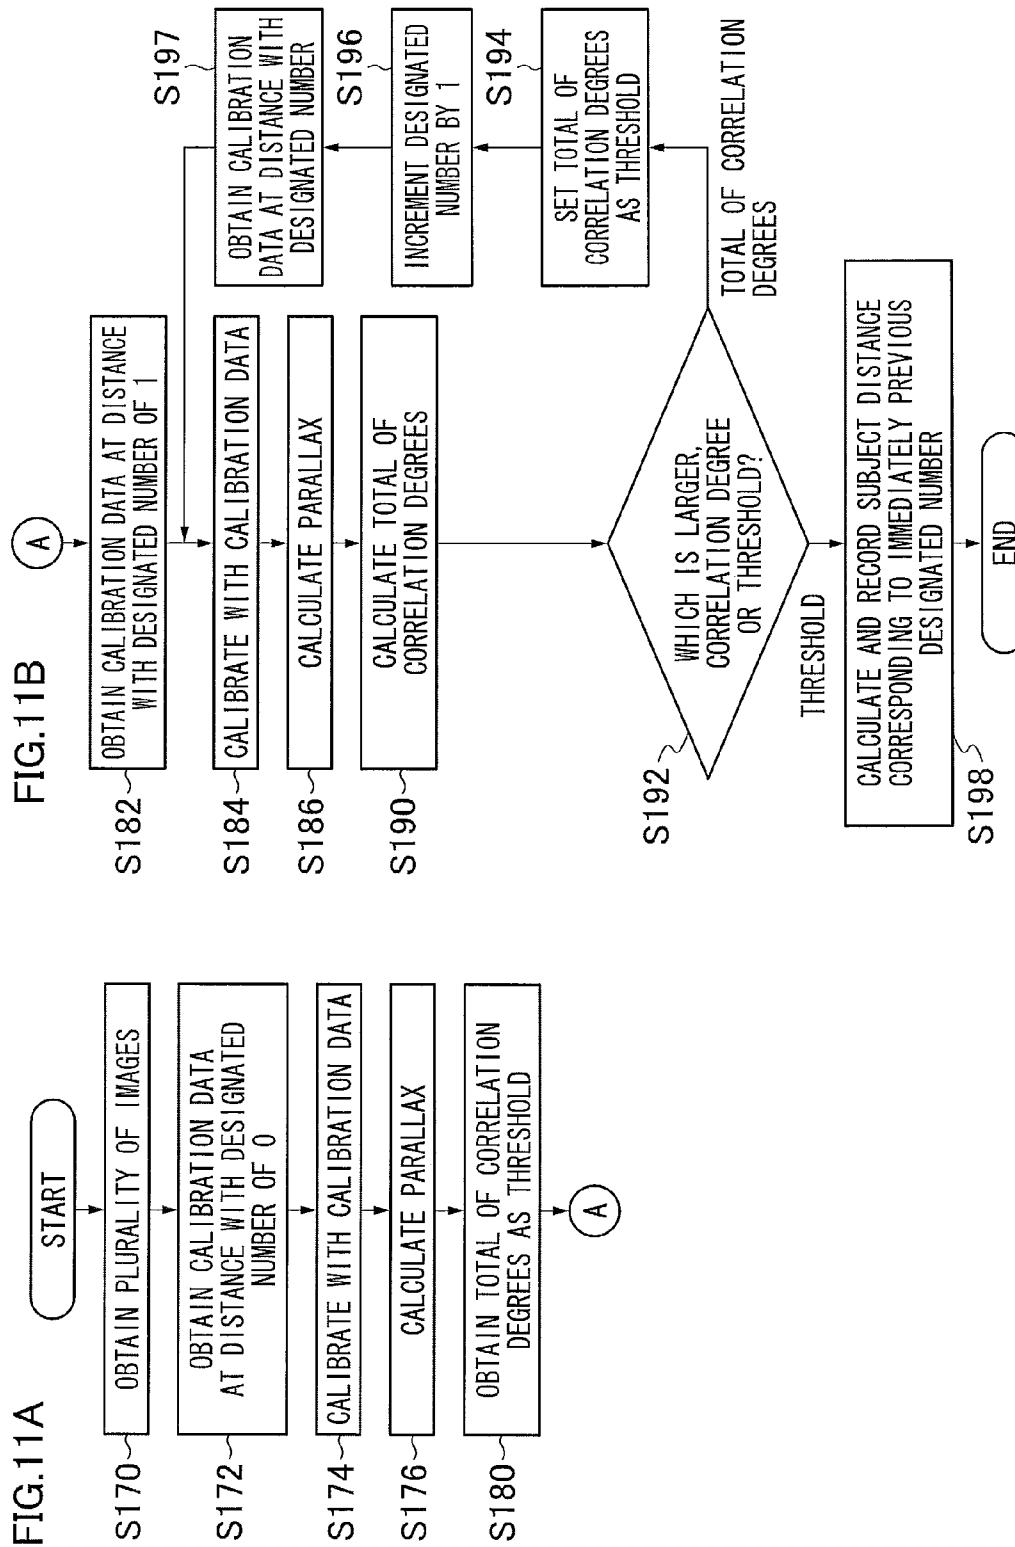 FIG.11A
START
S170
OBTAIN PLURALITY OF IMAGES
S172
OBTAIN CALIBRATION DATA
AT DISTANCE WITH DESIGNATED
NUMBER OF 0
S174
CALIBRATE WITH CALIBRATION DATA
S176
CALCULATE PARALLAX
S180
OBTAIN TOTAL OF CORRELATION
DEGREES AS THRESHOLD
A
FIG.11B
A
S182
OBTAIN CALIBRATION DATA AT DISTANCE
WITH DESIGNATED NUMBER OF 1
S184
CALIBRATE WITH CALIBRATION DATA
S186
CALCULATE PARALLAX
S190
CALCULATE TOTAL OF
CORRELATION DEGREES
S192
WHICH IS LARGER,
CORRELATION DEGREE
OR THRESHOLD?
TOTAL OF CORRELATION
DEGREES
S194
SET TOTAL OF
CORRELATION DEGREES
AS THRESHOLD
S196
INCREMENT DESIGNATED
NUMBER BY 1
S197
OBTAIN CALIBRATION
DATA AT DISTANCE WITH
DESIGNATED NUMBER
THRESHOLD
CALCULATE AND RECORD SUBJECT DISTANCE
CORRESPONDING TO IMMEDIATELY PREVIOUS
DESIGNATED NUMBER
S198
END